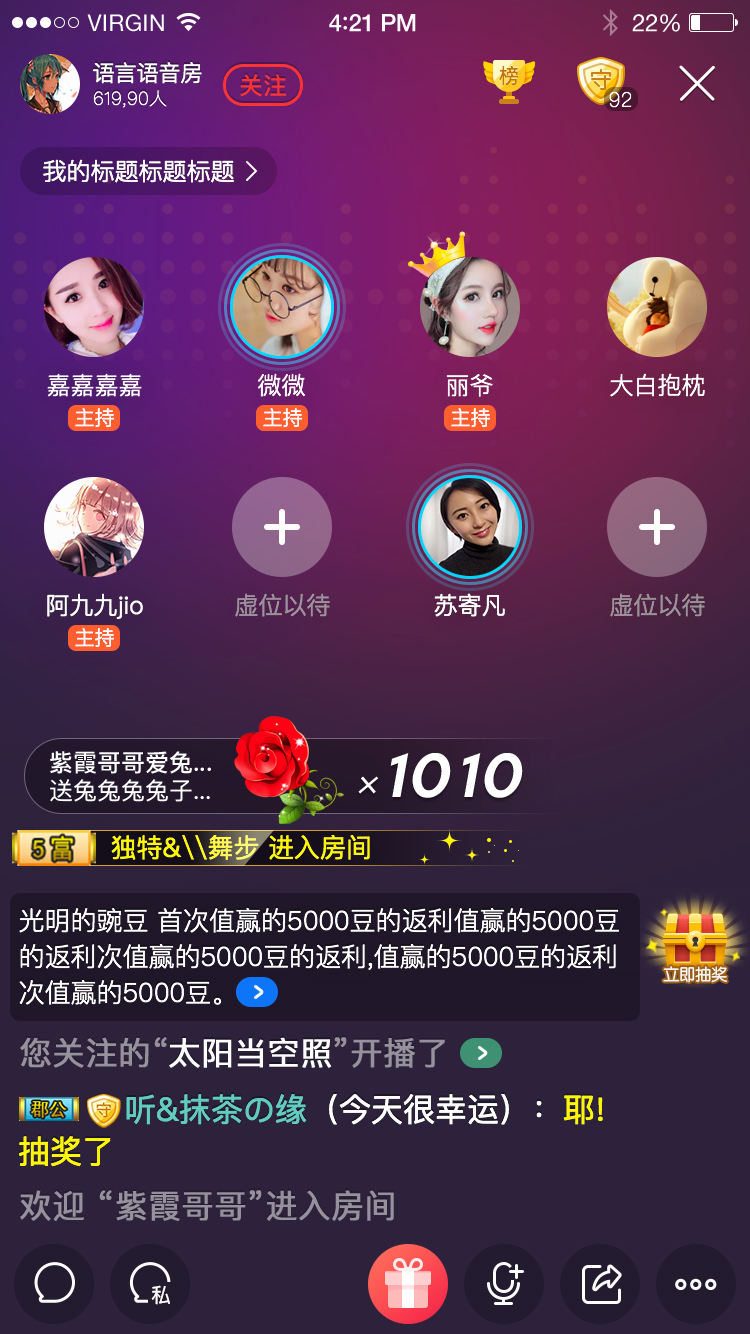 VIRGIN 4:21 PM 22%
语言语音房
619,90人
关注
榜
守
92
我的标题标题标题
嘉嘉嘉嘉 微微 丽爷 大白抱枕
主持 主持 主持
阿九九jio 虚位以待 苏寄凡 虚位以待
主持
紫霞哥哥爱兔...
送兔兔兔兔子...
×1010
5富 独特&\\舞步 进入房间
光明的豌豆 首次值赢的5000豆的返利值赢的5000豆
的返利次值赢的5000豆的返利,值赢的5000豆的返利
次值赢的5000豆。
立即抽奖
您关注的“太阳当空照”开播了
郡公 守 听&抹茶の缘（今天很幸运）：耶!
抽奖了
欢迎 “紫霞哥哥”进入房间
私